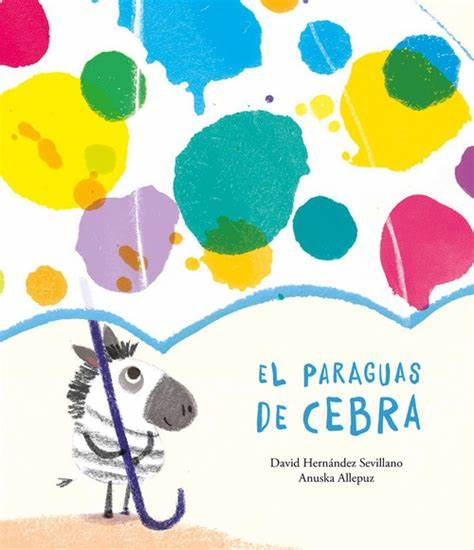 EL PARAGUAS
DE CEBRA
David Hernández Sevillano
Anuska Allepuz